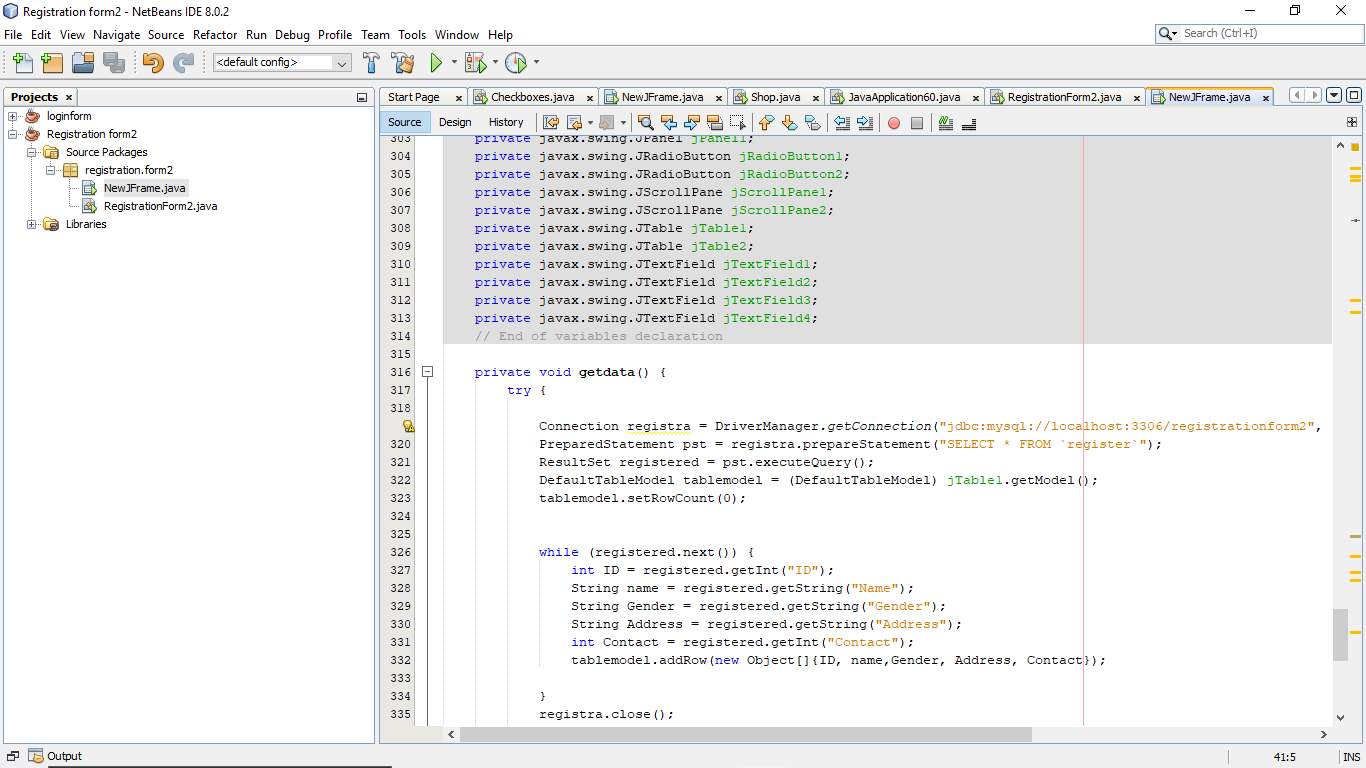 Registration form2 - NetBeans IDE 8.0.2
File Edit View Navigate Source Refactor Run Debug Profile Team Tools Window Help
Search (Ctrl+I)
<default config>
Projects
loginform
Registration form2
Source Packages
registration.form2
NewJFrame.java
RegistrationForm2.java
Libraries
Start Page Checkboxes.java NewJFrame.java Shop.java JavaApplication60.java RegistrationForm2.java NewJFrame.java
Source Design History
303 private javax.swing.JPanel jPanel1;
304 private javax.swing.JRadioButton jRadioButton1;
305 private javax.swing.JRadioButton jRadioButton2;
306 private javax.swing.JScrollPane jScrollPane1;
307 private javax.swing.JScrollPane jScrollPane2;
308 private javax.swing.JTable jTable1;
309 private javax.swing.JTable jTable2;
310 private javax.swing.JTextField jTextField1;
311 private javax.swing.JTextField jTextField2;
312 private javax.swing.JTextField jTextField3;
313 private javax.swing.JTextField jTextField4;
314 // End of variables declaration
315
316 private void getdata() {
317 try {
318
Connection registra = DriverManager.getConnection("jdbc:mysql://localhost:3306/registrationform2",
320 PreparedStatement pst = registra.prepareStatement("SELECT * FROM `register`");
321 ResultSet registered = pst.executeQuery();
322 DefaultTableModel tablemodel = (DefaultTableModel) jTable1.getModel();
323 tablemodel.setRowCount(0);
324
325
326 while (registered.next()) {
327 int ID = registered.getInt("ID");
328 String name = registered.getString("Name");
329 String Gender = registered.getString("Gender");
330 String Address = registered.getString("Address");
331 int Contact = registered.getInt("Contact");
332 tablemodel.addRow(new Object[]{ID, name,Gender, Address, Contact});
333
334 }
335 registra.close();
Output
41:5 INS